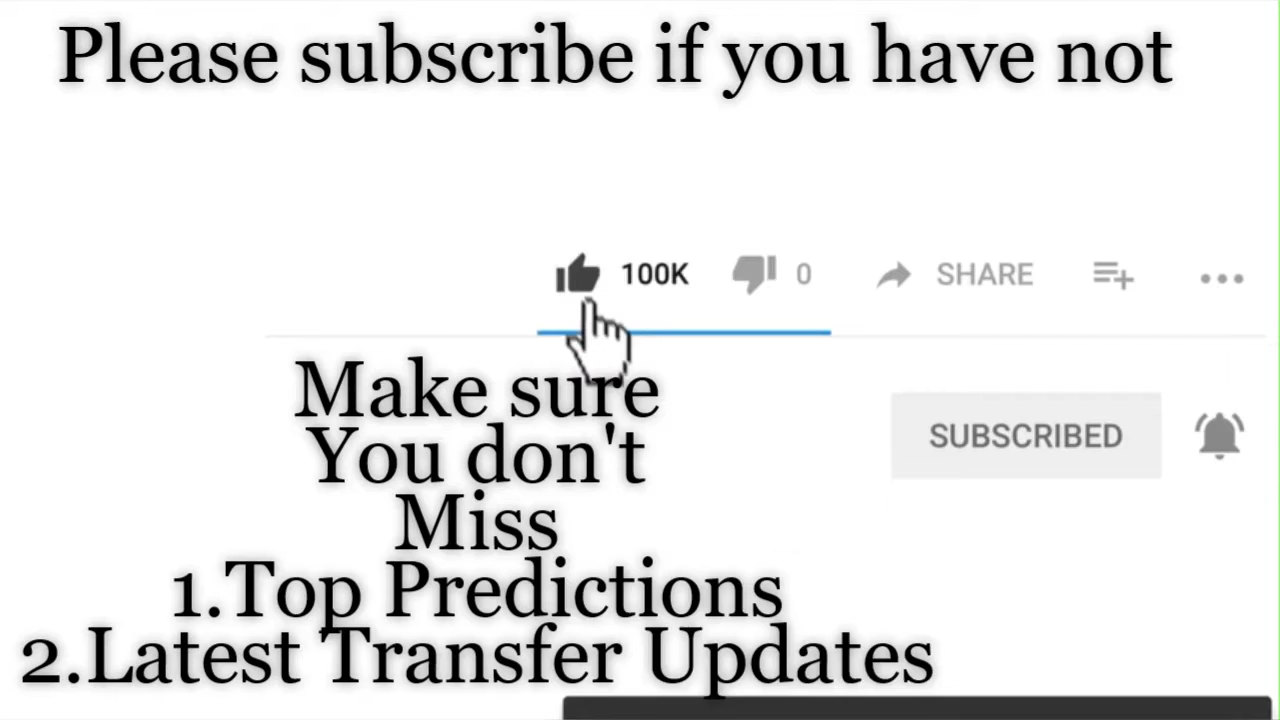 Please subscribe if you have not
100K 0 SHARE
Make sure
You don't
SUBSCRIBED
Miss
1.Top Predictions
2.Latest Transfer Updates